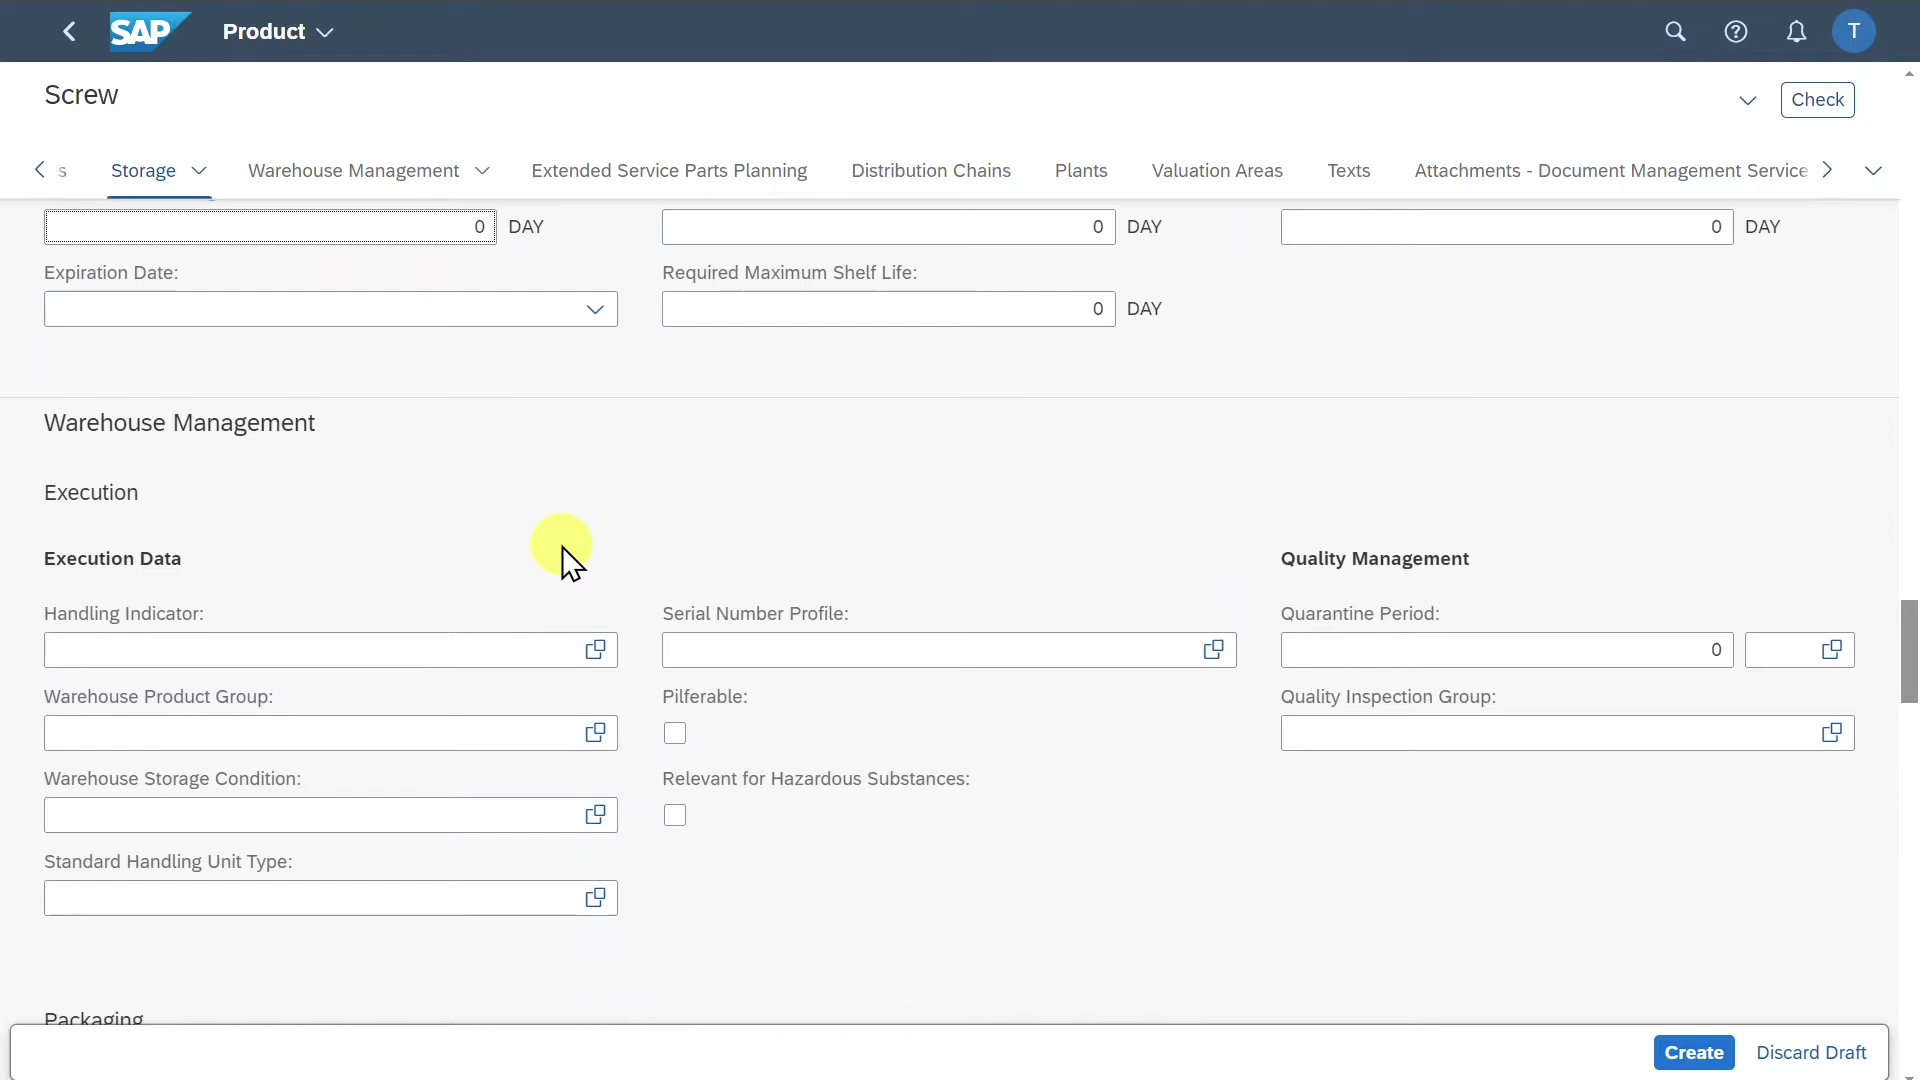 SAP Product T
Screw
Check
s Storage Warehouse Management Extended Service Parts Planning Distribution Chains Plants Valuation Areas Texts Attachments - Document Management Service
0 DAY 0 DAY 0 DAY
Expiration Date: Required Maximum Shelf Life:
0 DAY
Warehouse Management
Execution
Execution Data Quality Management
Handling Indicator: Serial Number Profile: Quarantine Period:
0
Warehouse Product Group: Pilferable: Quality Inspection Group:
Warehouse Storage Condition: Relevant for Hazardous Substances:
Standard Handling Unit Type:
Packaging
Create Discard Draft